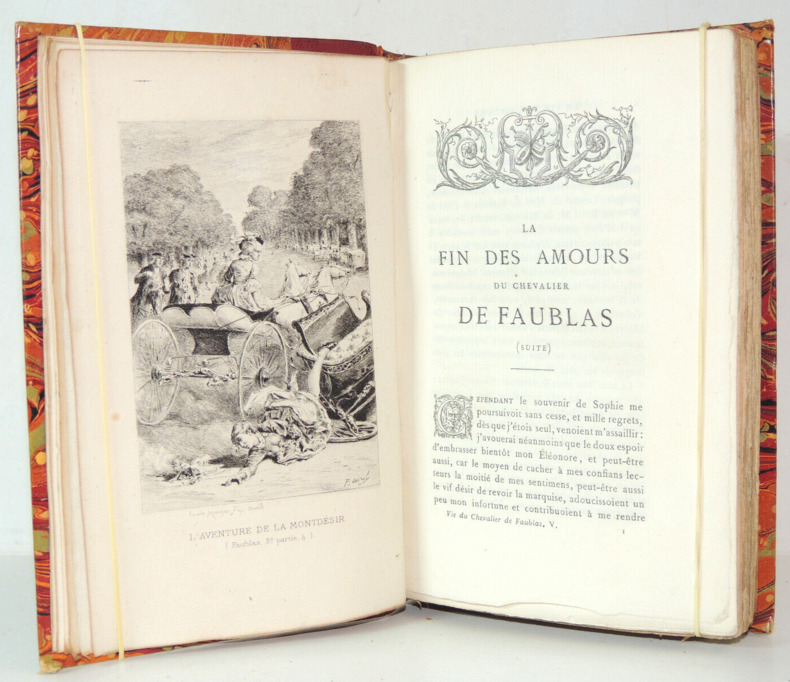 L'AVENTURE DE LA MONTDÉSIR
( Faublas, 3e partie, 4 )
LA
FIN DES AMOURS
DU CHEVALIER
DE FAUBLAS
(SUITE)
CEPENDANT le souvenir de Sophie me
poursuivoit sans cesse, et mille regrets,
dès que j'étois seul, venoient m'assaillir;
j'avouerai néanmoins que le doux espoir
d'embrasser bientôt mon Éléonore, et peut-être
aussi, car le moyen de cacher à mes confians lec-
teurs la moitié de mes sentimens, peut-être aussi
le vif désir de revoir la marquise, adoucissoient un
peu mon infortune et contribuoient à me rendre
Vie du Chevalier de Faublas, V.
1